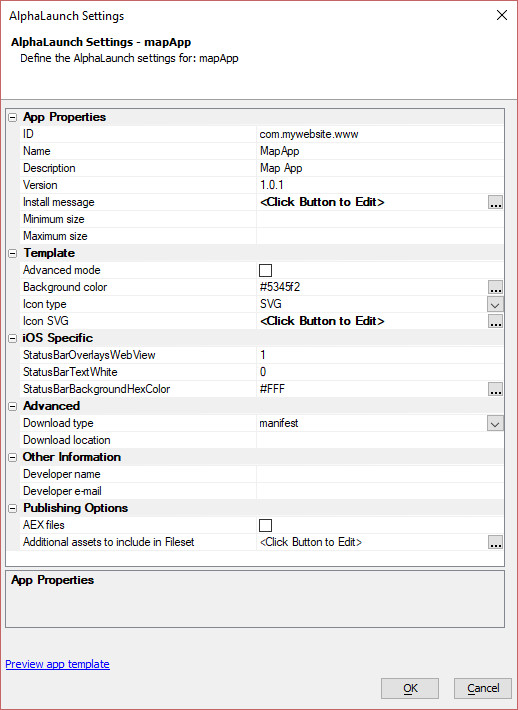 AlphaLaunch Settings
AlphaLaunch Settings - mapApp
Define the AlphaLaunch settings for: mapApp
App Properties
ID com.mywebsite.www
Name MapApp
Description Map App
Version 1.0.1
Install message <Click Button to Edit> ...
Minimum size
Maximum size
Template
Advanced mode
Background color #5345f2 ...
Icon type SVG
Icon SVG <Click Button to Edit> ...
iOS Specific
StatusBarOverlaysWebView 1
StatusBarTextWhite 0
StatusBarBackgroundHexColor #FFF ...
Advanced
Download type manifest
Download location
Other Information
Developer name
Developer e-mail
Publishing Options
AEX files
Additional assets to include in Fileset <Click Button to Edit> ...
App Properties
Preview app template
OK Cancel